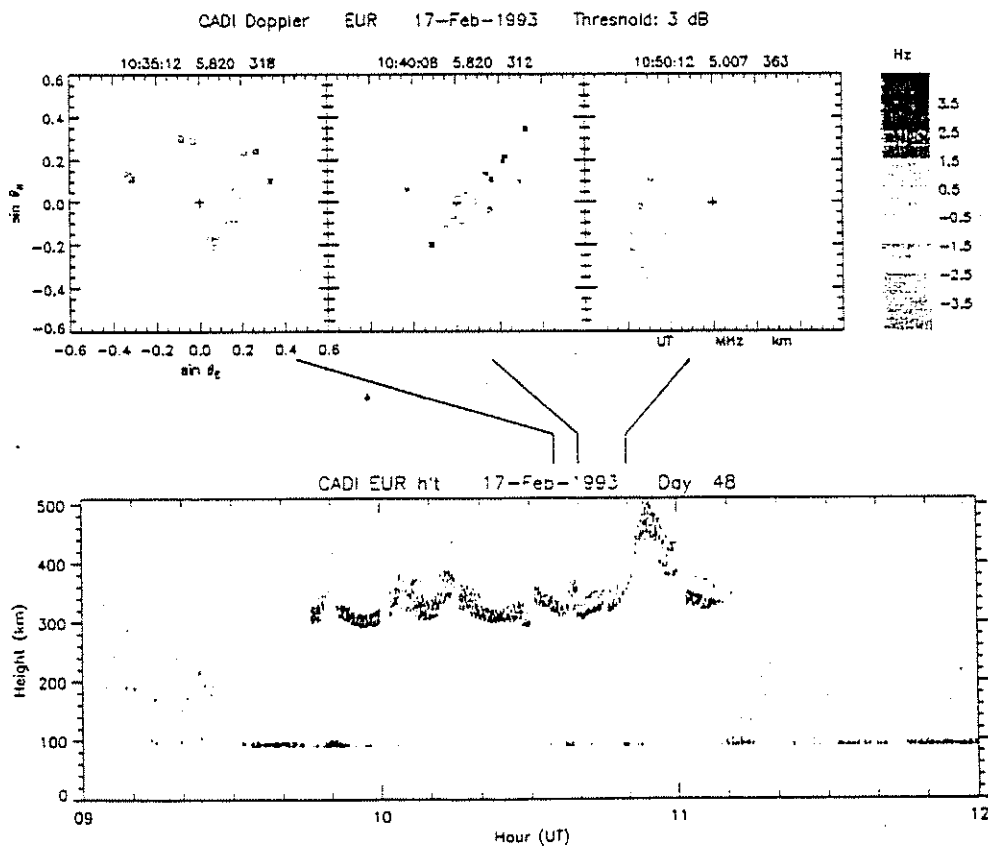 CADI Doppler EUR 17-Feb-1993 Threshold: 3 dB
10:35:12 5.820 318
10:40:08 5.820 312
10:50:12 5.007 363
Hz
0.6
0.4
0.2
0.0
-0.2
-0.4
-0.6
sin θN
3.5
2.5
1.5
0.5
-0.5
-1.5
-2.5
-3.5
-0.6 -0.4 -0.2 0.0 0.2 0.4 0.6
sin θE
UT MHz km
CADI EUR h't 17-Feb-1993 Day 48
500
400
300
200
100
0
Height (km)
09 10 11 12
Hour (UT)